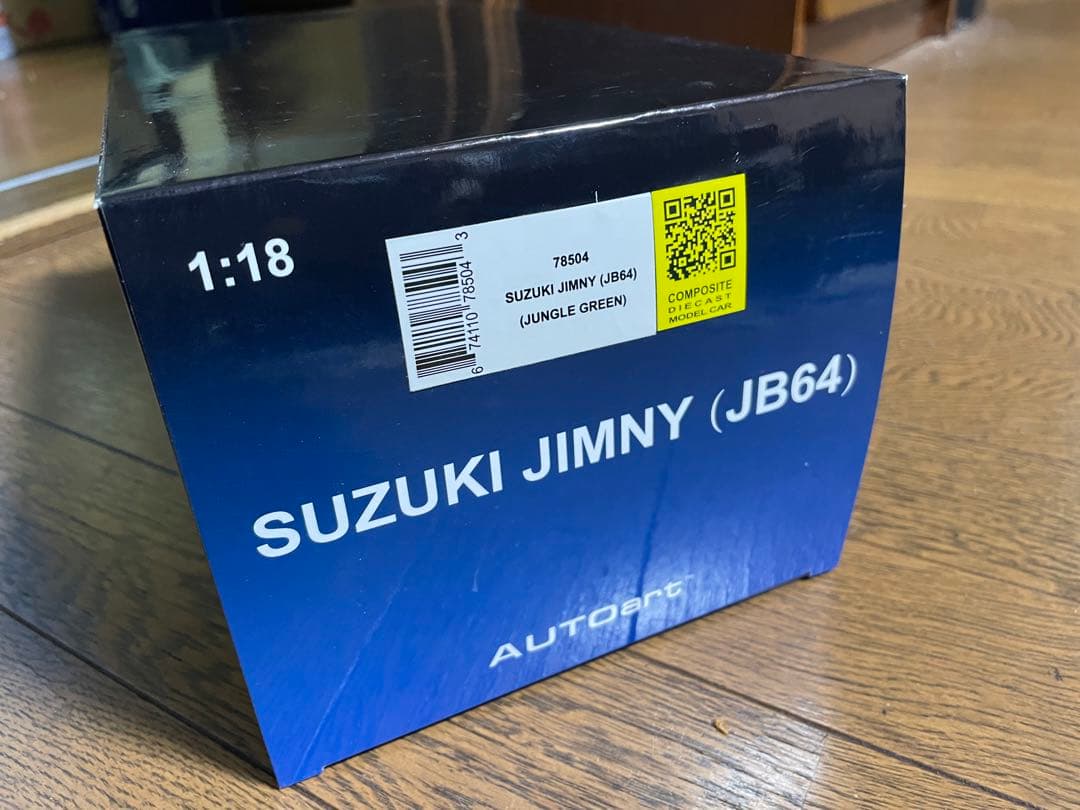 1:18
6 74110 78504 3
78504
SUZUKI JIMNY (JB64)
(JUNGLE GREEN)
COMPOSITE
DIECAST
MODEL CAR
SUZUKI JIMNY (JB64)
AUTOart